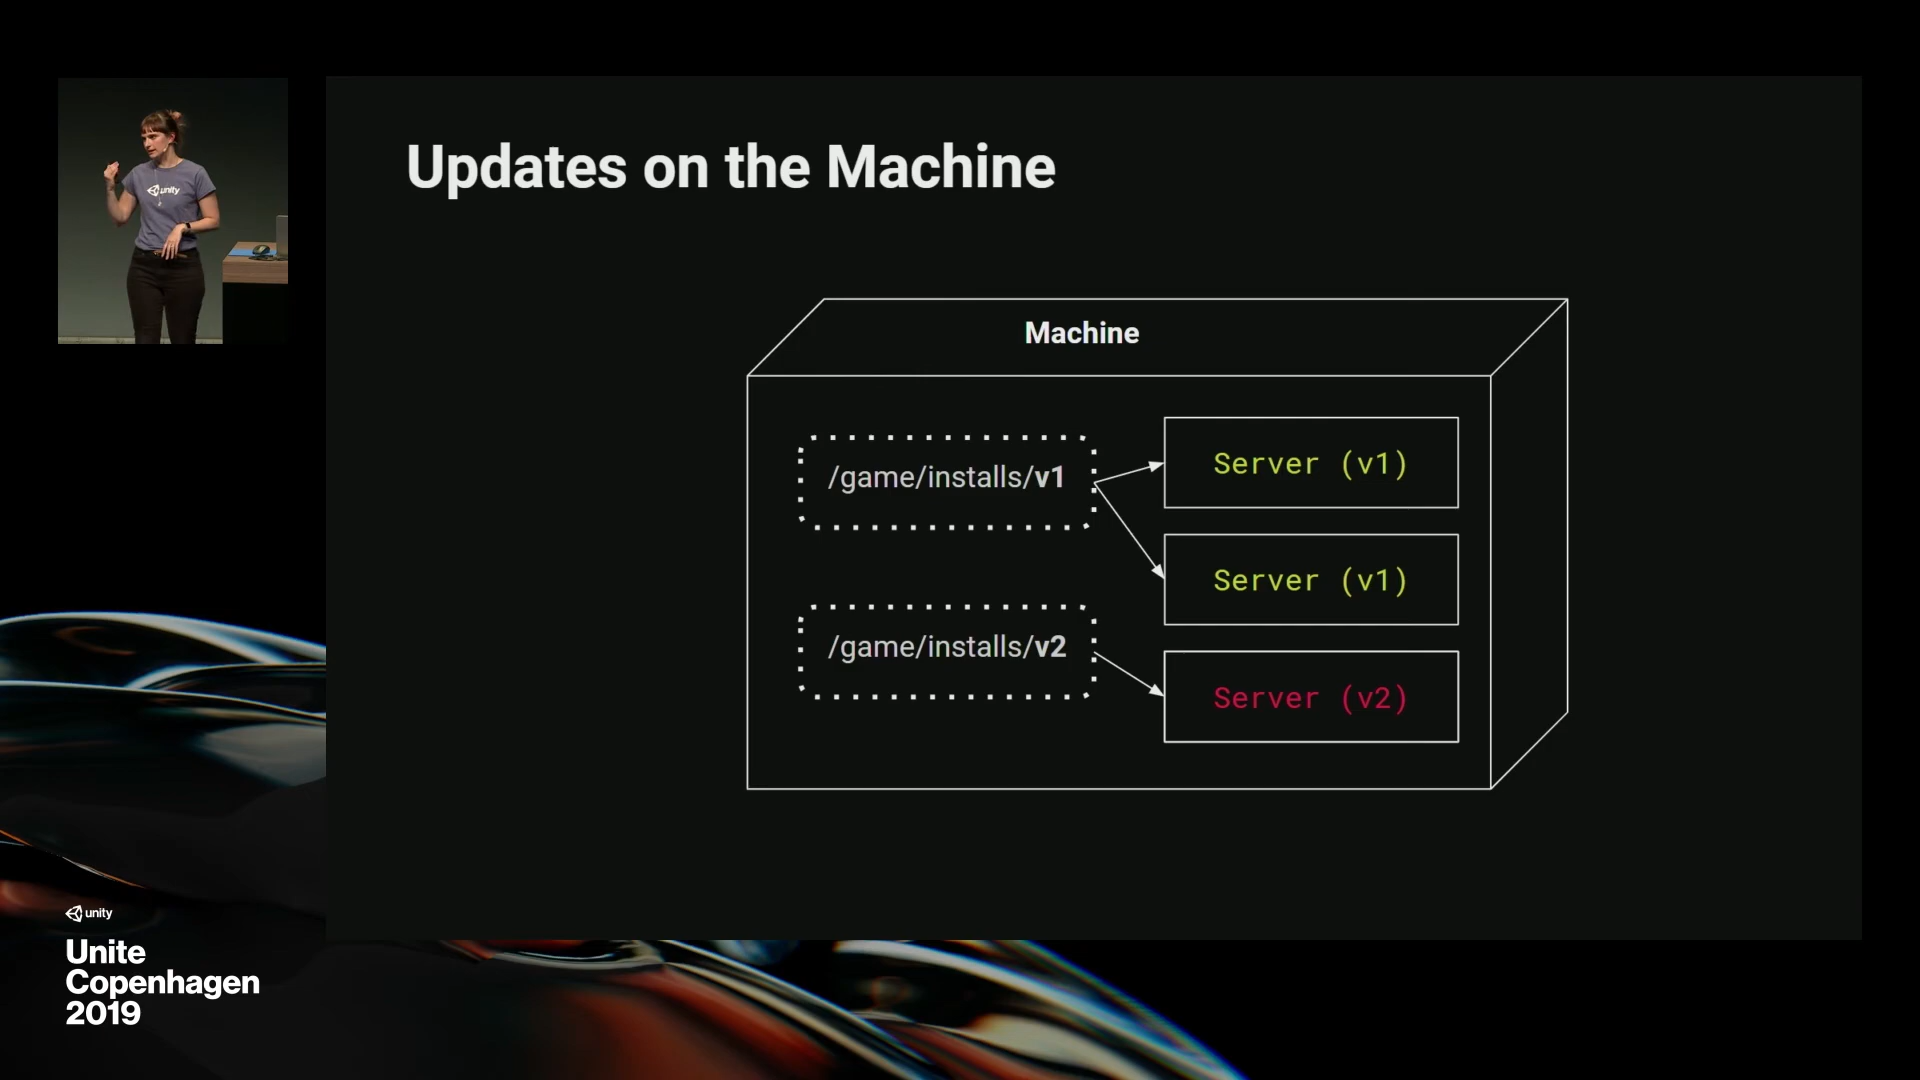 unity
Updates on the Machine
Machine
/game/installs/v1
Server (v1)
Server (v1)
/game/installs/v2
Server (v2)
unity
Unite
Copenhagen
2019